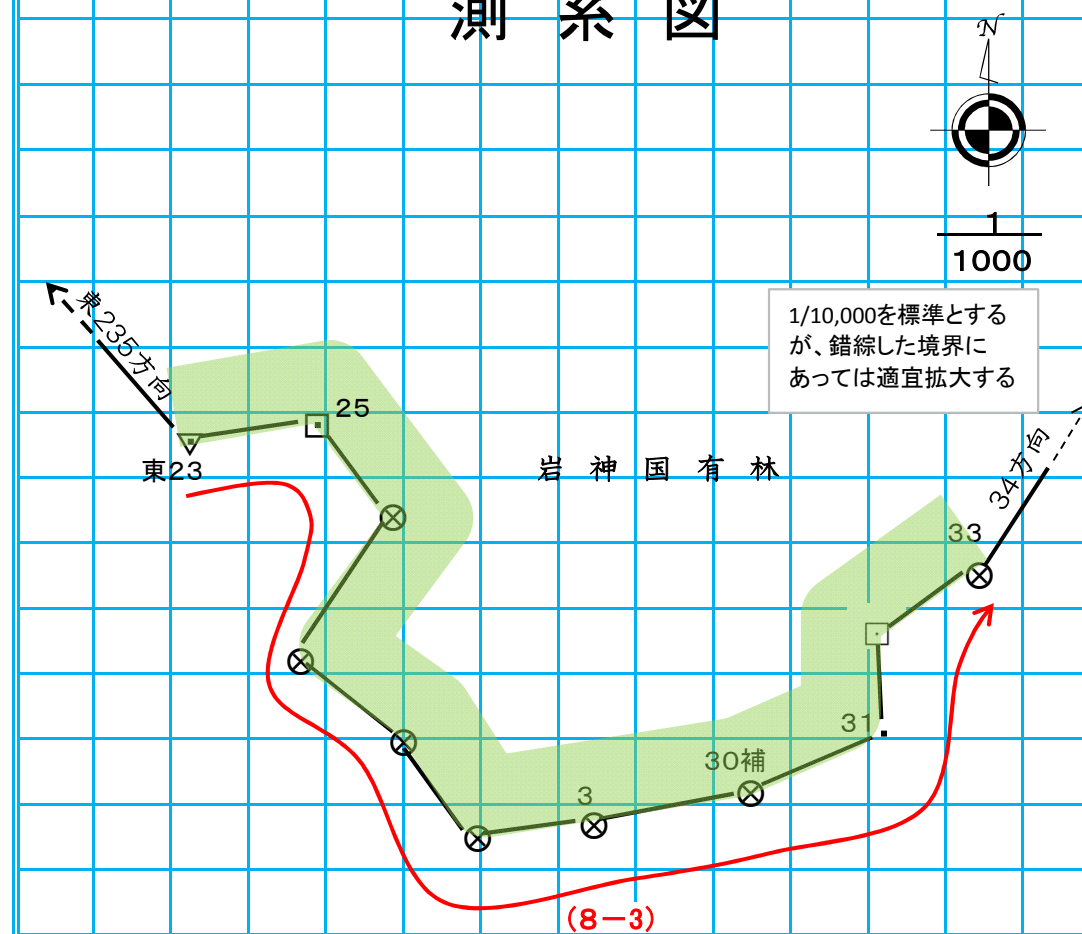 測系図
N
1
1000
1/10,000を標準とする
が、錯綜した境界に
あっては適宜拡大する
東235方向
25
東23
岩神国有林
34方向
33
31
30補
3
(8-3)